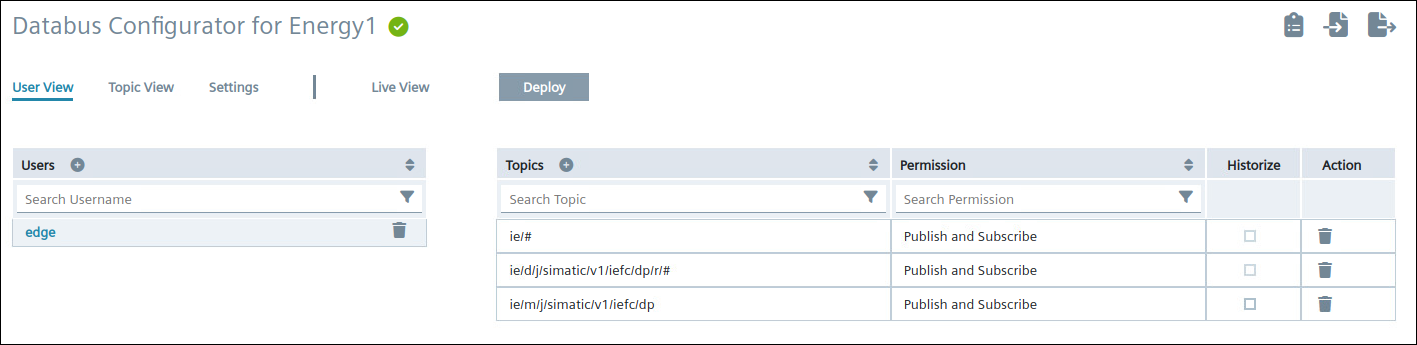 Databus Configurator for Energy1
User View Topic View Settings Live View Deploy
Users Topics Permission Historize Action
Search Username Search Topic Search Permission
edge ie/# Publish and Subscribe
ie/d/j/simatic/v1/iefc/dp/r/# Publish and Subscribe
ie/m/j/simatic/v1/iefc/dp Publish and Subscribe